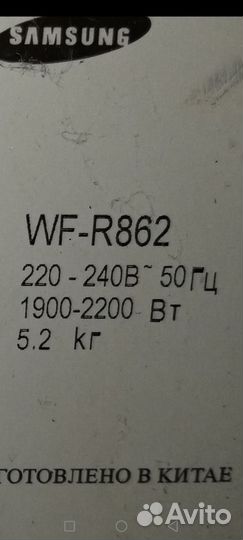 SAMSUNG
WF-R862
220 - 240В~ 50Гц
1900-2200 Вт
5.2 кг
ГОТОВЛЕНО В КИТАЕ
Avito